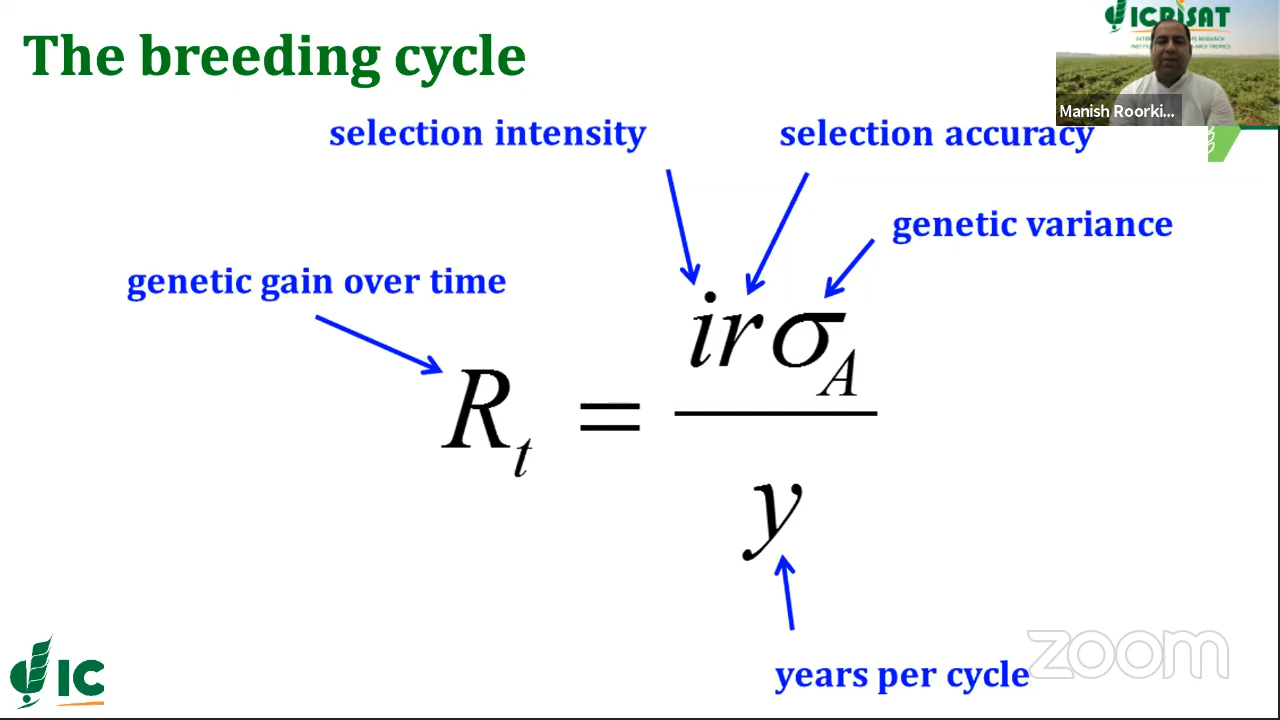 The breeding cycle
ICRISAT
Manish Roorki...
selection intensity
selection accuracy
genetic variance
genetic gain over time
R_t = irσ_A / y
years per cycle
zoom
IC